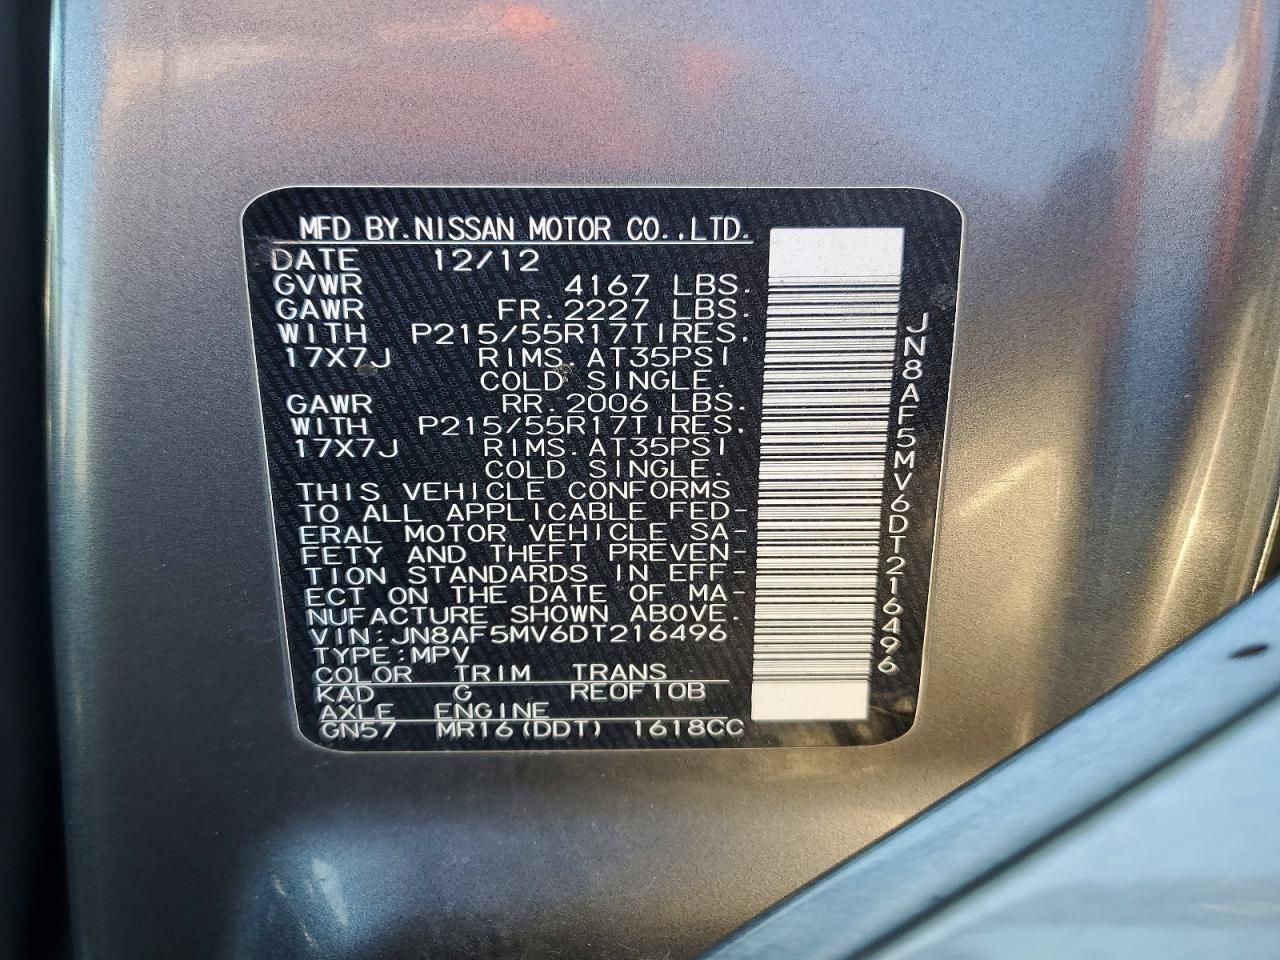 MFD BY.NISSAN MOTOR CO.,LTD.
DATE 12/12
GVWR 4167 LBS.
GAWR FR.2227 LBS.
WITH P215/55R17TIRES.
17X7J RIMS.AT35PSI
COLD SINGLE.
GAWR RR.2006 LBS.
WITH P215/55R17TIRES.
17X7J RIMS.AT35PSI
COLD SINGLE.
THIS VEHICLE CONFORMS
TO ALL APPLICABLE FED-
ERAL MOTOR VEHICLE SA-
FETY AND THEFT PREVEN-
TION STANDARDS IN EFF-
ECT ON THE DATE OF MA-
NUFACTURE SHOWN ABOVE.
VIN:JN8AF5MV6DT216496
TYPE:MPV
COLOR TRIM TRANS
KAD G RE0F10B
AXLE ENGINE
GN57 MR16(DDT) 1618CC
JN8AF5MV6DT216496